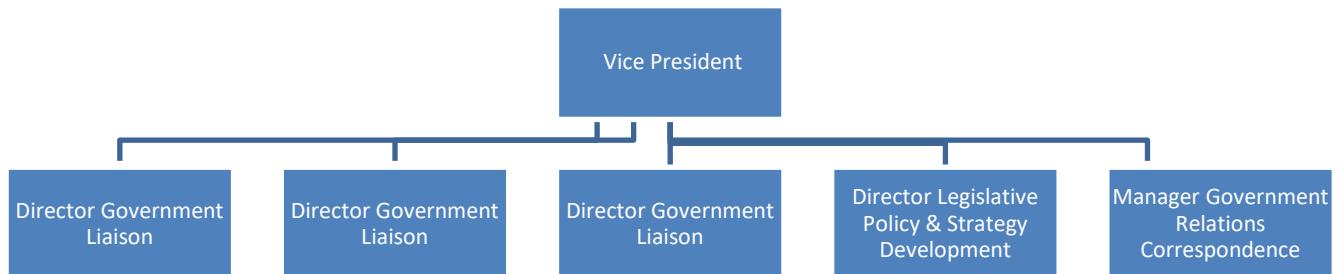 Vice President
Director Government
Liaison
Director Government
Liaison
Director Government
Liaison
Director Legislative
Policy & Strategy
Development
Manager Government
Relations
Correspondence